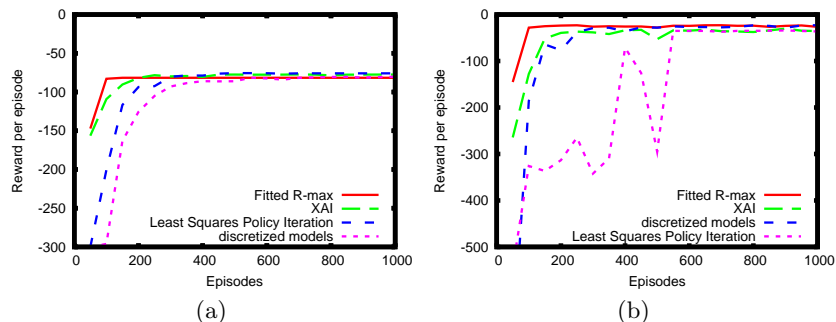 0
-50
-100
-150
-200
-250
-300
Reward per episode
0 200 400 600 800 1000
Episodes
Fitted R-max
XAI
Least Squares Policy Iteration
discretized models
(a)
0
-100
-200
-300
-400
-500
Reward per episode
0 200 400 600 800 1000
Episodes
Fitted R-max
XAI
discretized models
Least Squares Policy Iteration
(b)